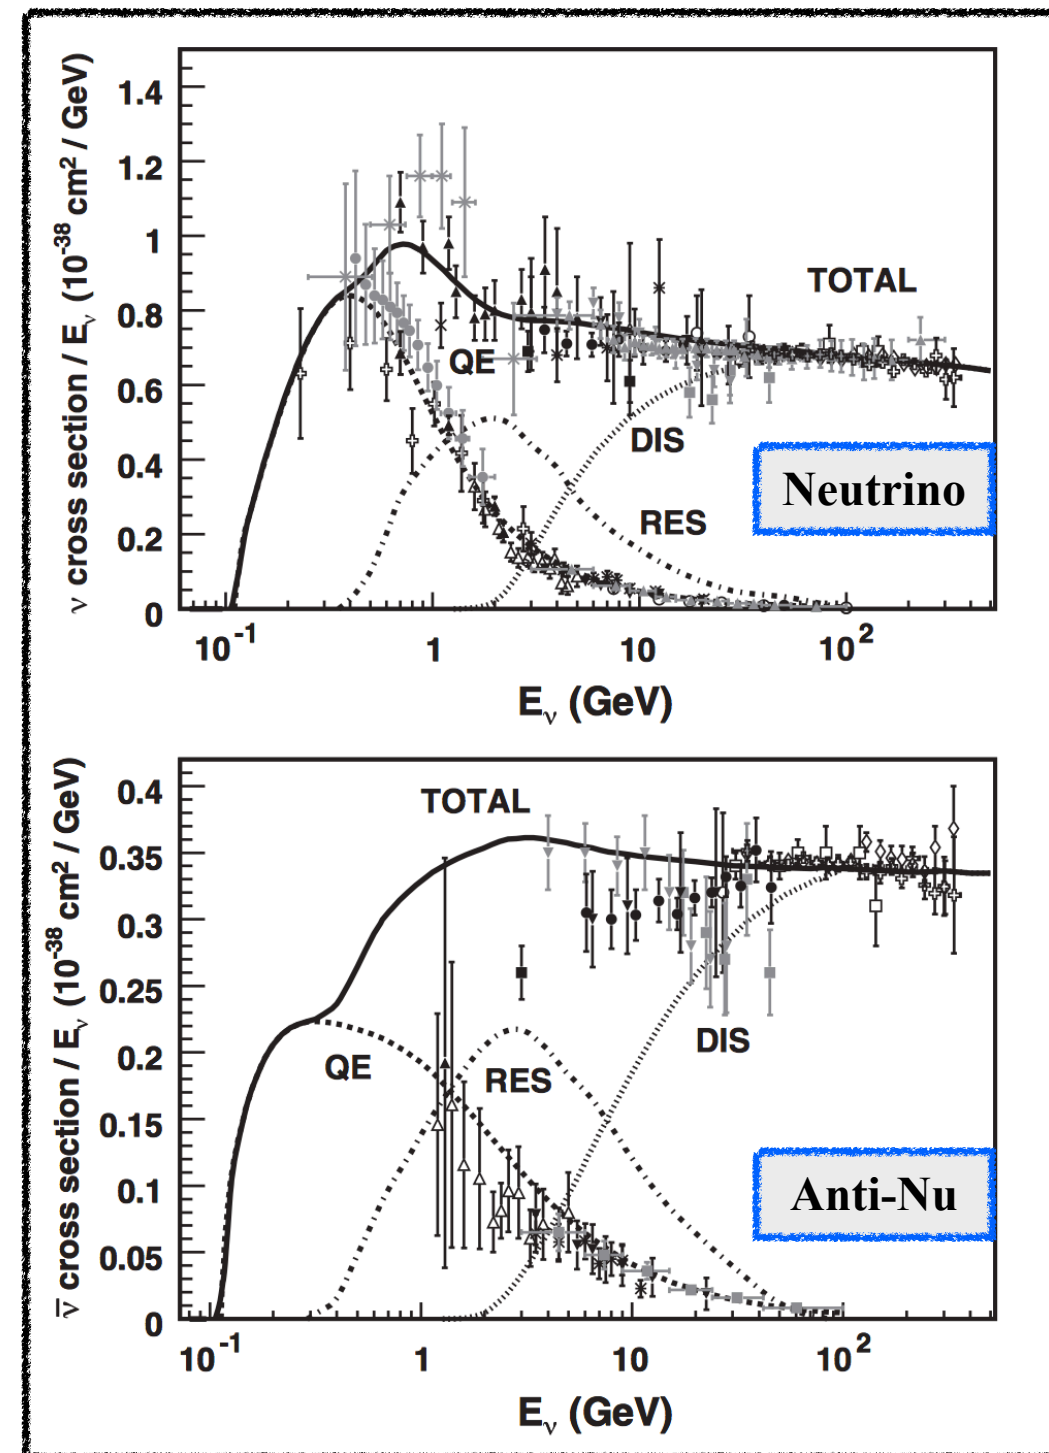 ν cross section / Eν (10⁻³⁸ cm² / GeV)
1.4
1.2
1
0.8
0.6
0.4
0.2
0
TOTAL
QE
DIS
RES
Neutrino
10⁻¹
1
10
10²
Eν (GeV)
ν̅ cross section / Eν (10⁻³⁸ cm² / GeV)
0.4
0.35
0.3
0.25
0.2
0.15
0.1
0.05
0
TOTAL
QE
RES
DIS
Anti-Nu
10⁻¹
1
10
10²
Eν (GeV)